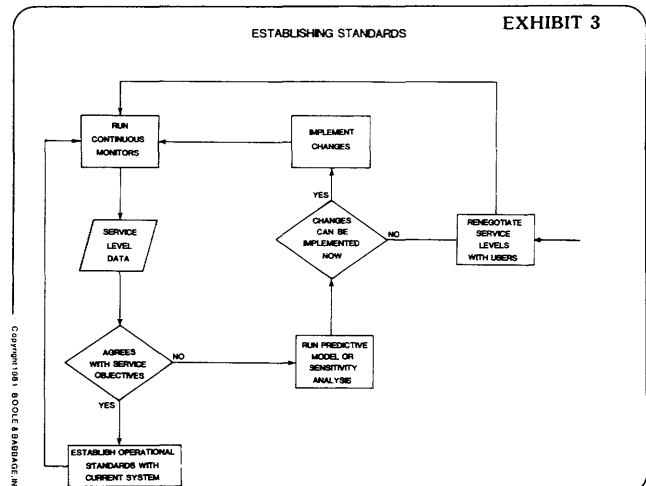 EXHIBIT 3
ESTABLISHING STANDARDS
RUN
CONTINUOUS
MONITORS
IMPLEMENT
CHANGES
YES
SERVICE
LEVEL
DATA
CHANGES
CAN BE
IMPLEMENTED
NOW
NO
RENEGOTIATE
SERVICE
LEVELS
WITH USERS
AGREES
WITH SERVICE
OBJECTIVES
NO
RUN PREDICTIVE
MODEL OR
SENSITIVITY
ANALYSIS
YES
ESTABLISH OPERATIONAL
STANDARDS WITH
CURRENT SYSTEM
Copyright 1981 BOOLE & BABBAGE, IN